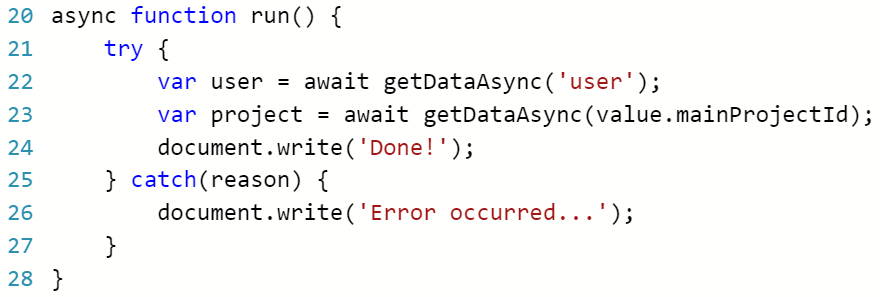 20 async function run() {
21     try {
22         var user = await getDataAsync('user');
23         var project = await getDataAsync(value.mainProjectId);
24         document.write('Done!');
25     } catch(reason) {
26         document.write('Error occurred...');
27     }
28 }